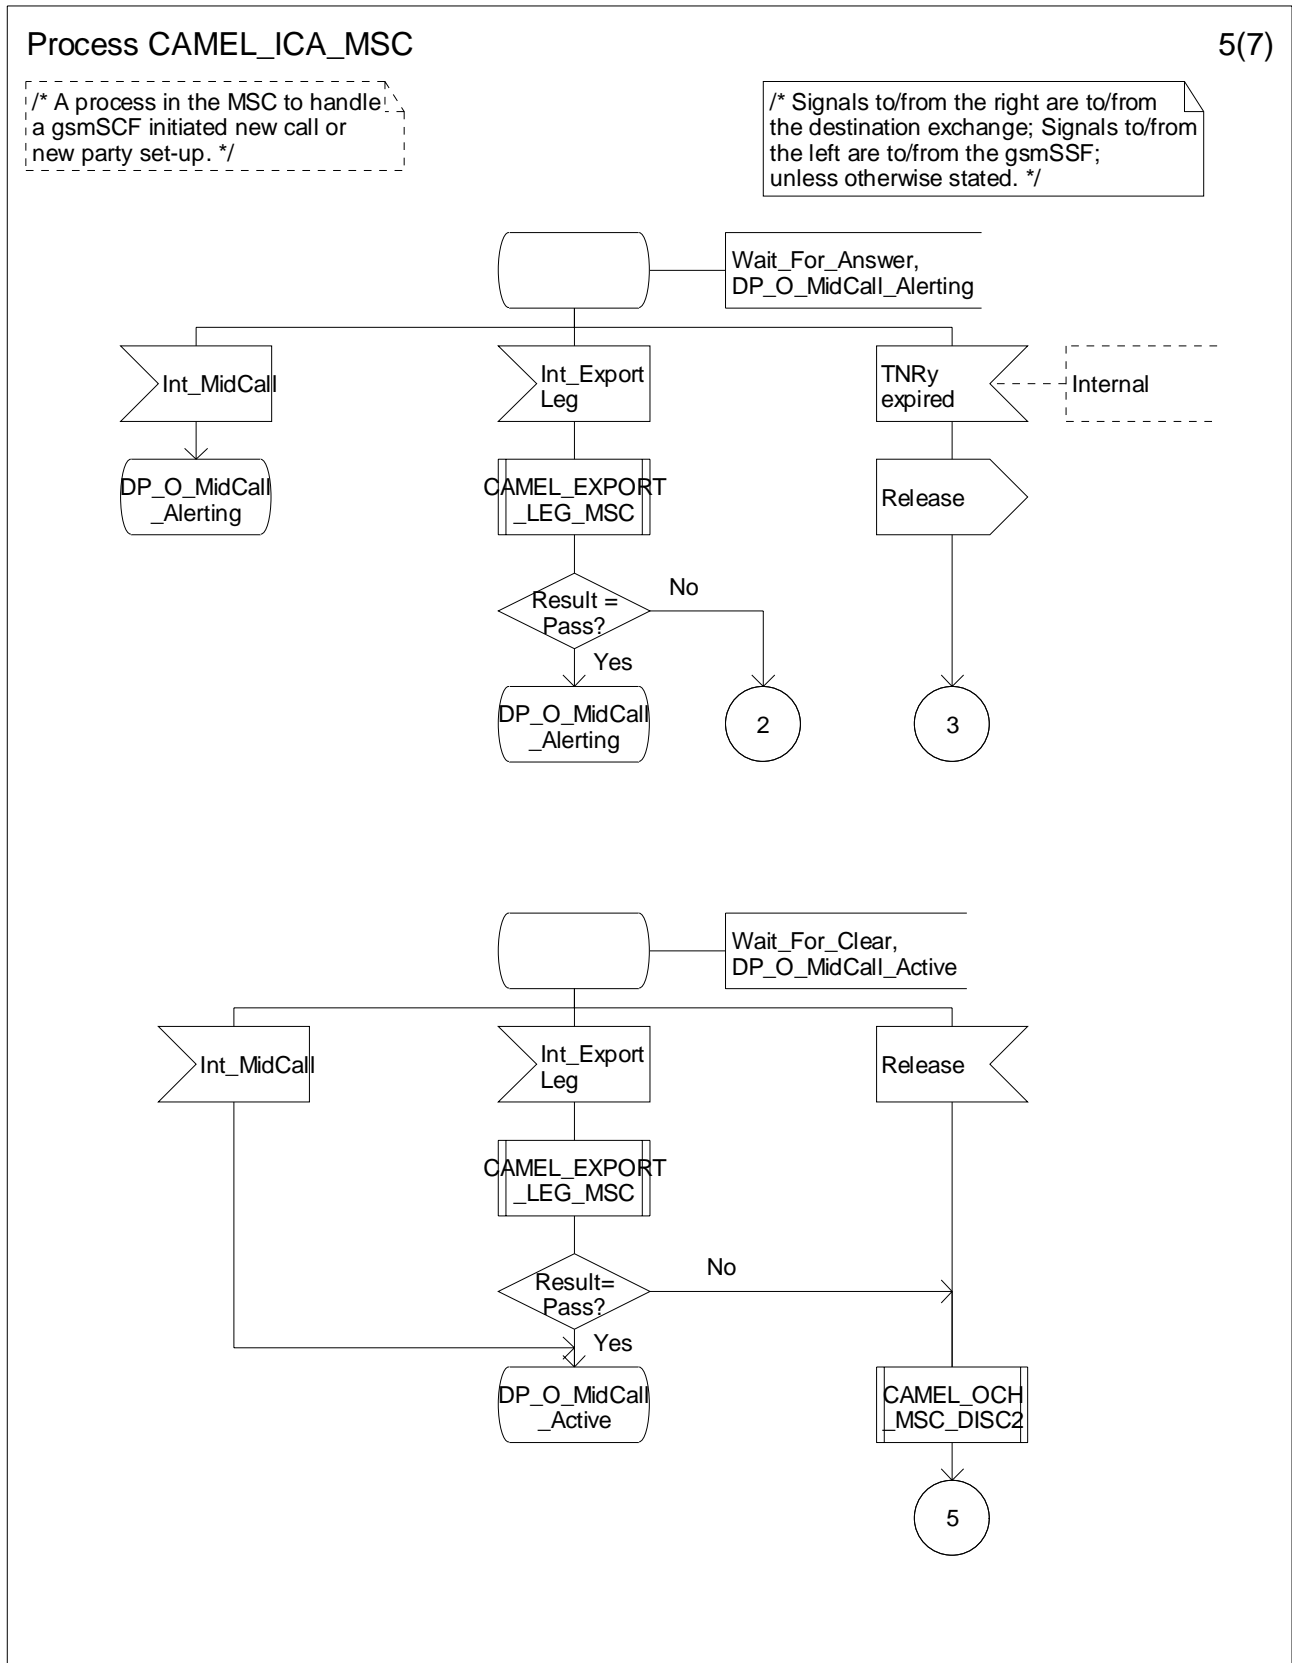 Process CAMEL_ICA_MSC
5(7)
/* A process in the MSC to handle
a gsmSCF initiated new call or
new party set-up. */
/* Signals to/from the right are to/from
the destination exchange; Signals to/from
the left are to/from the gsmSSF;
unless otherwise stated. */
Wait_For_Answer,
DP_O_MidCall_Alerting
Int_MidCall
Int_Export
Leg
TNRy
expired
Internal
DP_O_MidCall
_Alerting
CAMEL_EXPORT
_LEG_MSC
Release
Result =
Pass?
No
Yes
DP_O_MidCall
_Alerting
2
3
Wait_For_Clear,
DP_O_MidCall_Active
Int_MidCall
Int_Export
Leg
Release
CAMEL_EXPORT
_LEG_MSC
Result=
Pass?
No
Yes
DP_O_MidCall
_Active
CAMEL_OCH
_MSC_DISC2
5